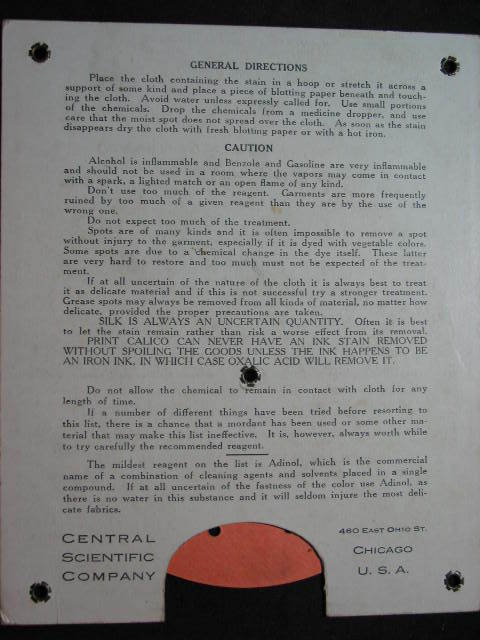 GENERAL DIRECTIONS
Place the cloth containing the stain in a hoop or stretch it across a
support of some kind and place a piece of blotting paper beneath and touch-
ing the cloth. Avoid water unless expressly called for. Use small portions
of the chemicals. Drop the chemicals from a medicine dropper, and use
care that the moist spot does not spread over the cloth. As soon as the stain
disappears dry the cloth with fresh blotting paper or with a hot iron.
CAUTION
Alcohol is inflammable and Benzole and Gasoline are very inflammable
and should not be used in a room where the vapors may come in contact
with a spark, a lighted match or an open flame of any kind.
Don't use too much of the reagent. Garments are more frequently
ruined by too much of a given reagent than they are by the use of the
wrong one.
Do not expect too much of the treatment.
Spots are of many kinds and it is often impossible to remove a spot
without injury to the garment, especially if it is dyed with vegetable colors.
Some spots are due to a chemical change in the dye itself. These latter
are very hard to restore and too much must not be expected of the treat-
ment.
If at all uncertain of the nature of the cloth it is always best to treat
it as delicate material and if this is not successful try a stronger treatment.
Grease spots may always be removed from all kinds of material, no matter how
delicate, provided the proper precautions are taken.
SILK IS ALWAYS AN UNCERTAIN QUANTITY. Often it is best
to let the stain remain rather than risk a worse effect from its removal.
PRINT CALICO CAN NEVER HAVE AN INK STAIN REMOVED
WITHOUT SPOILING THE GOODS UNLESS THE INK HAPPENS TO BE
AN IRON INK, IN WHICH CASE OXALIC ACID WILL REMOVE IT.
Do not allow the chemical to remain in contact with cloth for any
length of time.
If a number of different things have been tried before resorting to
this list, there is a chance that a mordant has been used or some other ma-
terial that may make this list ineffective. It is, however, always worth while
to try carefully the recommended reagent.
The mildest reagent on the list is Adinol, which is the commercial
name of a combination of cleaning agents and solvents placed in a single
compound. If at all uncertain of the fastness of the color use Adinol, as
there is no water in this substance and it will seldom injure the most deli-
cate fabrics.
CENTRAL
SCIENTIFIC
COMPANY
460 EAST OHIO ST.
CHICAGO
U. S. A.